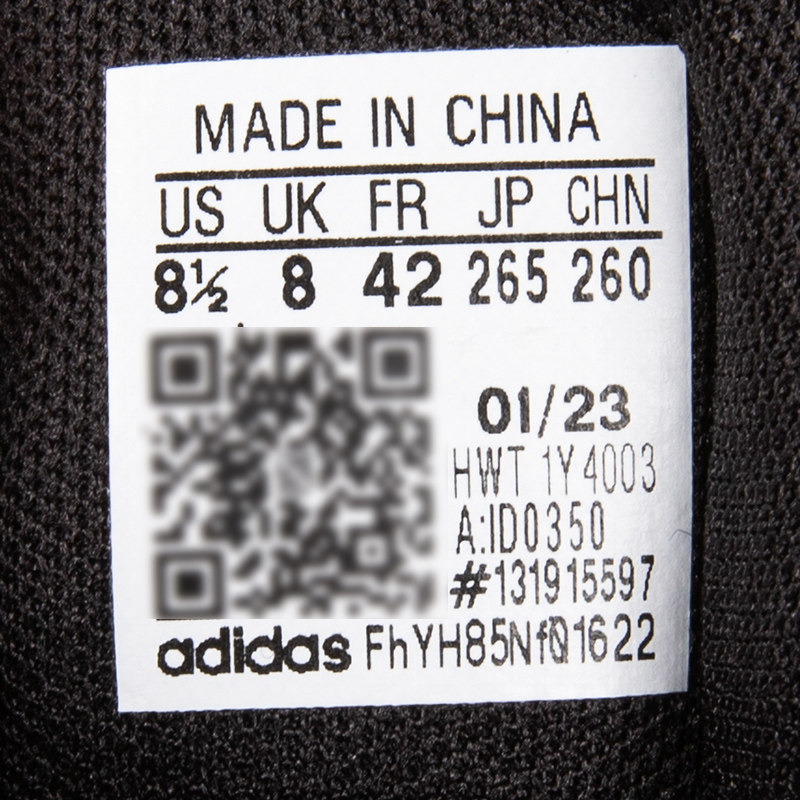 MADE IN CHINA
US UK FR JP CHN
8½ 8 42 265 260
01/23
HWT 1Y4003
A:ID0350
#131915597
adidas